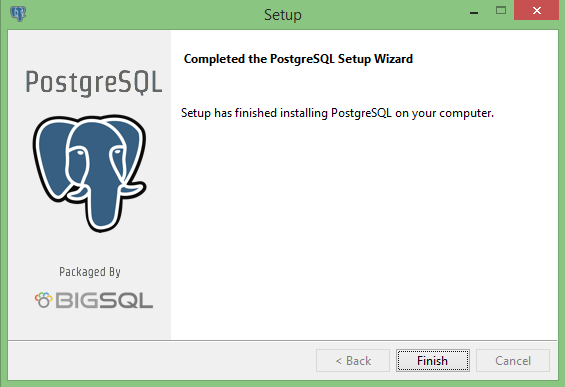 Setup
PostgreSQL
Completed the PostgreSQL Setup Wizard
Setup has finished installing PostgreSQL on your computer.
Packaged By
BIGSQL
< Back
Finish
Cancel